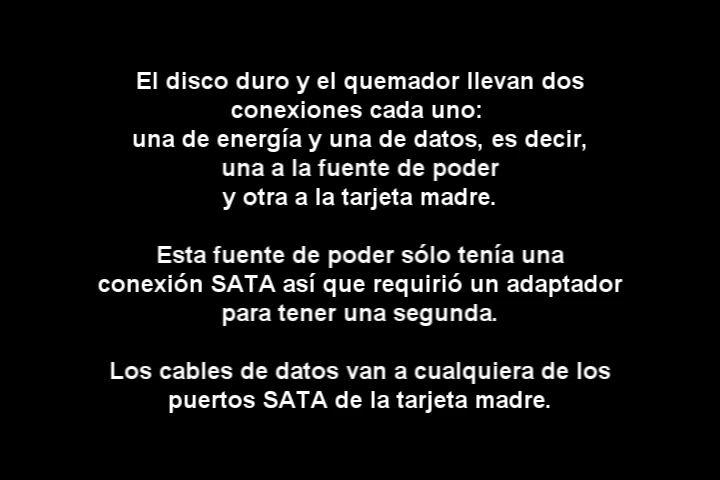 El disco duro y el quemador llevan dos
conexiones cada uno:
una de energía y una de datos, es decir,
una a la fuente de poder
y otra a la tarjeta madre.
Esta fuente de poder sólo tenía una
conexión SATA así que requirió un adaptador
para tener una segunda.
Los cables de datos van a cualquiera de los
puertos SATA de la tarjeta madre.